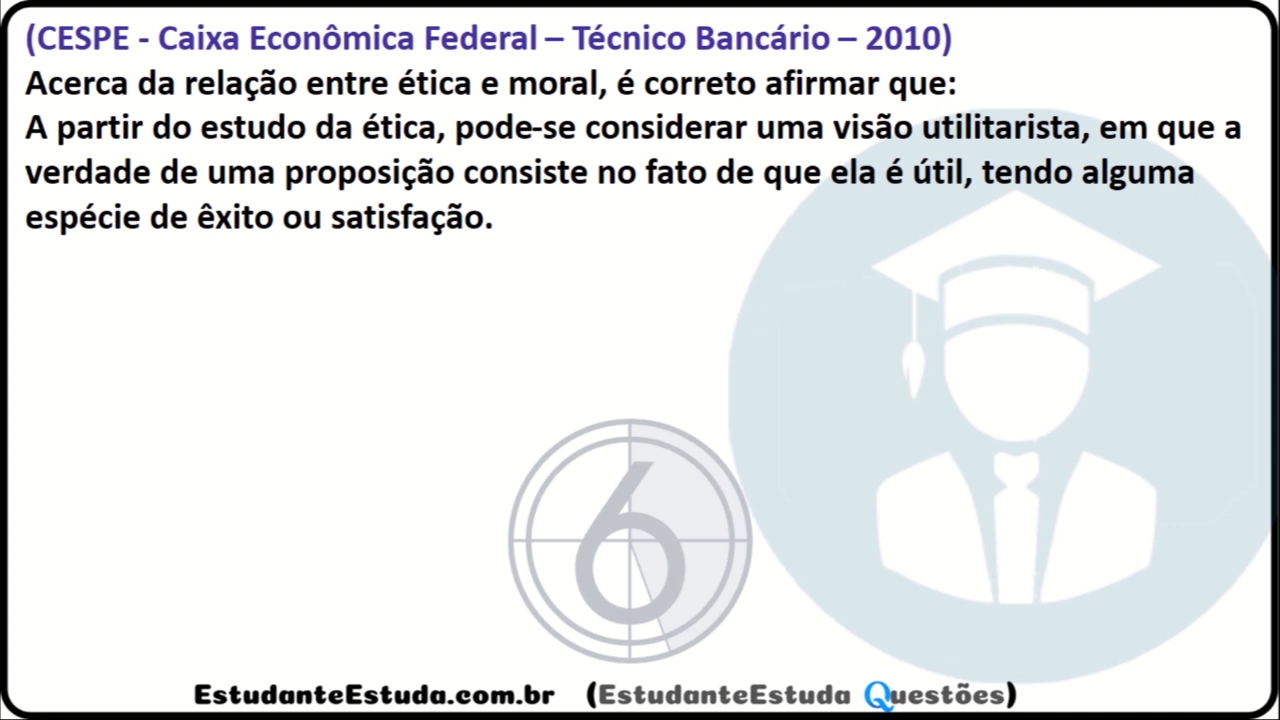 (CESPE - Caixa Econômica Federal – Técnico Bancário – 2010)
Acerca da relação entre ética e moral, é correto afirmar que:
A partir do estudo da ética, pode-se considerar uma visão utilitarista, em que a
verdade de uma proposição consiste no fato de que ela é útil, tendo alguma
espécie de êxito ou satisfação.
6
EstudanteEstuda.com.br (EstudanteEstuda Questões)